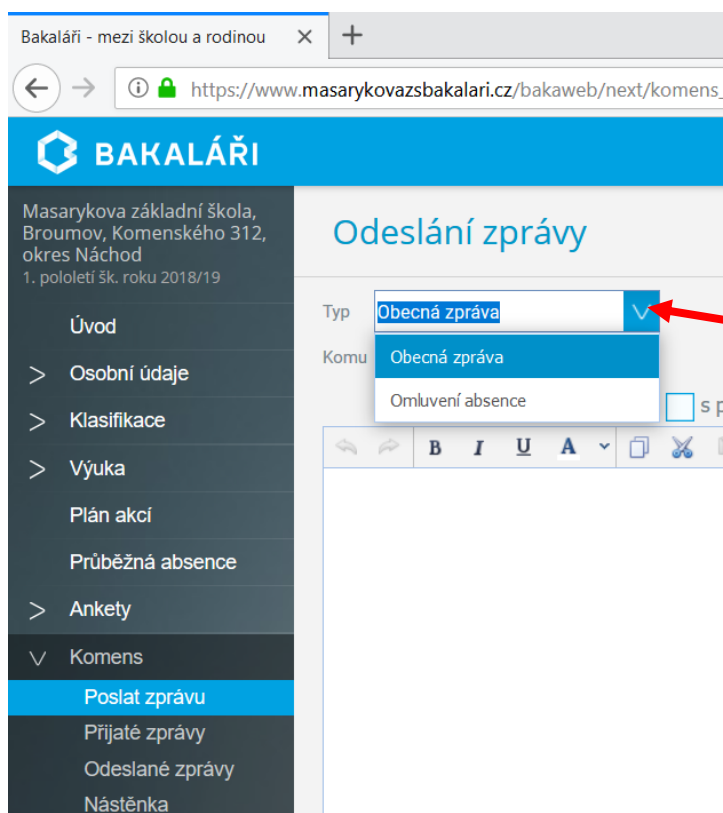 Bakaláři - mezi školou a rodinou
https://www.masarykovazsbakalari.cz/bakaweb/next/komens_
BAKALÁŘI
Masarykova základní škola,
Broumov, Komenského 312,
okres Náchod
1. pololetí šk. roku 2018/19
Úvod
Osobní údaje
Klasifikace
Výuka
Plán akcí
Průběžná absence
Ankety
Komens
Poslat zprávu
Přijaté zprávy
Odeslané zprávy
Nástěnka
Odeslání zprávy
Typ Obecná zpráva
Komu Obecná zpráva
Omluvení absence
s
B I U A